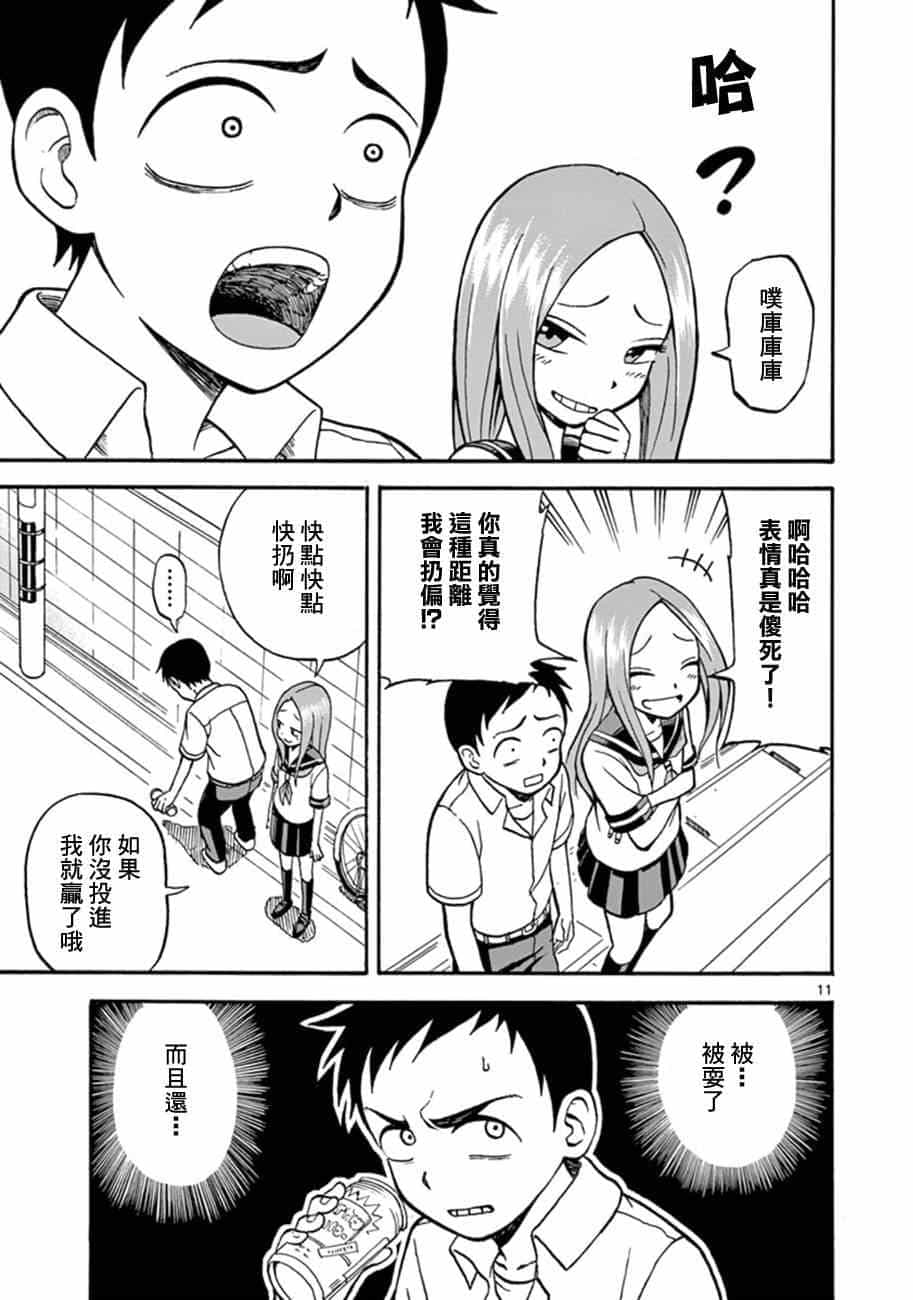 哈
？
噗庫庫庫
啊哈哈哈
表情真是傻死了！
你真的覺得
這種距離
我會扔偏
!?
快點快點
快扔啊
……
如果
你沒投進
我就贏了哦
11
被…
被耍了
而且還…